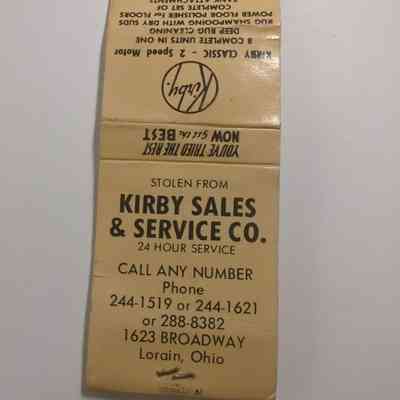 YOU'VE TRIED THE REST
NOW get the BEST
Kirby
KIRBY CLASSIC - 2 - 2 Speed Motor
8 COMPLETE UNITS IN ONE
DEEP RUG CLEANING
RUG SHAMPOOING WITH DRY SUDS
POWER FLOOR POLISHER for FLOORS
COMPLETE SET OF
ATTACHMENTS
STOLEN FROM
KIRBY SALES
& SERVICE CO.
24 HOUR SERVICE
CALL ANY NUMBER
Phone
244-1519 or 244-1621
or 288-8382
1623 BROADWAY
Lorain, Ohio